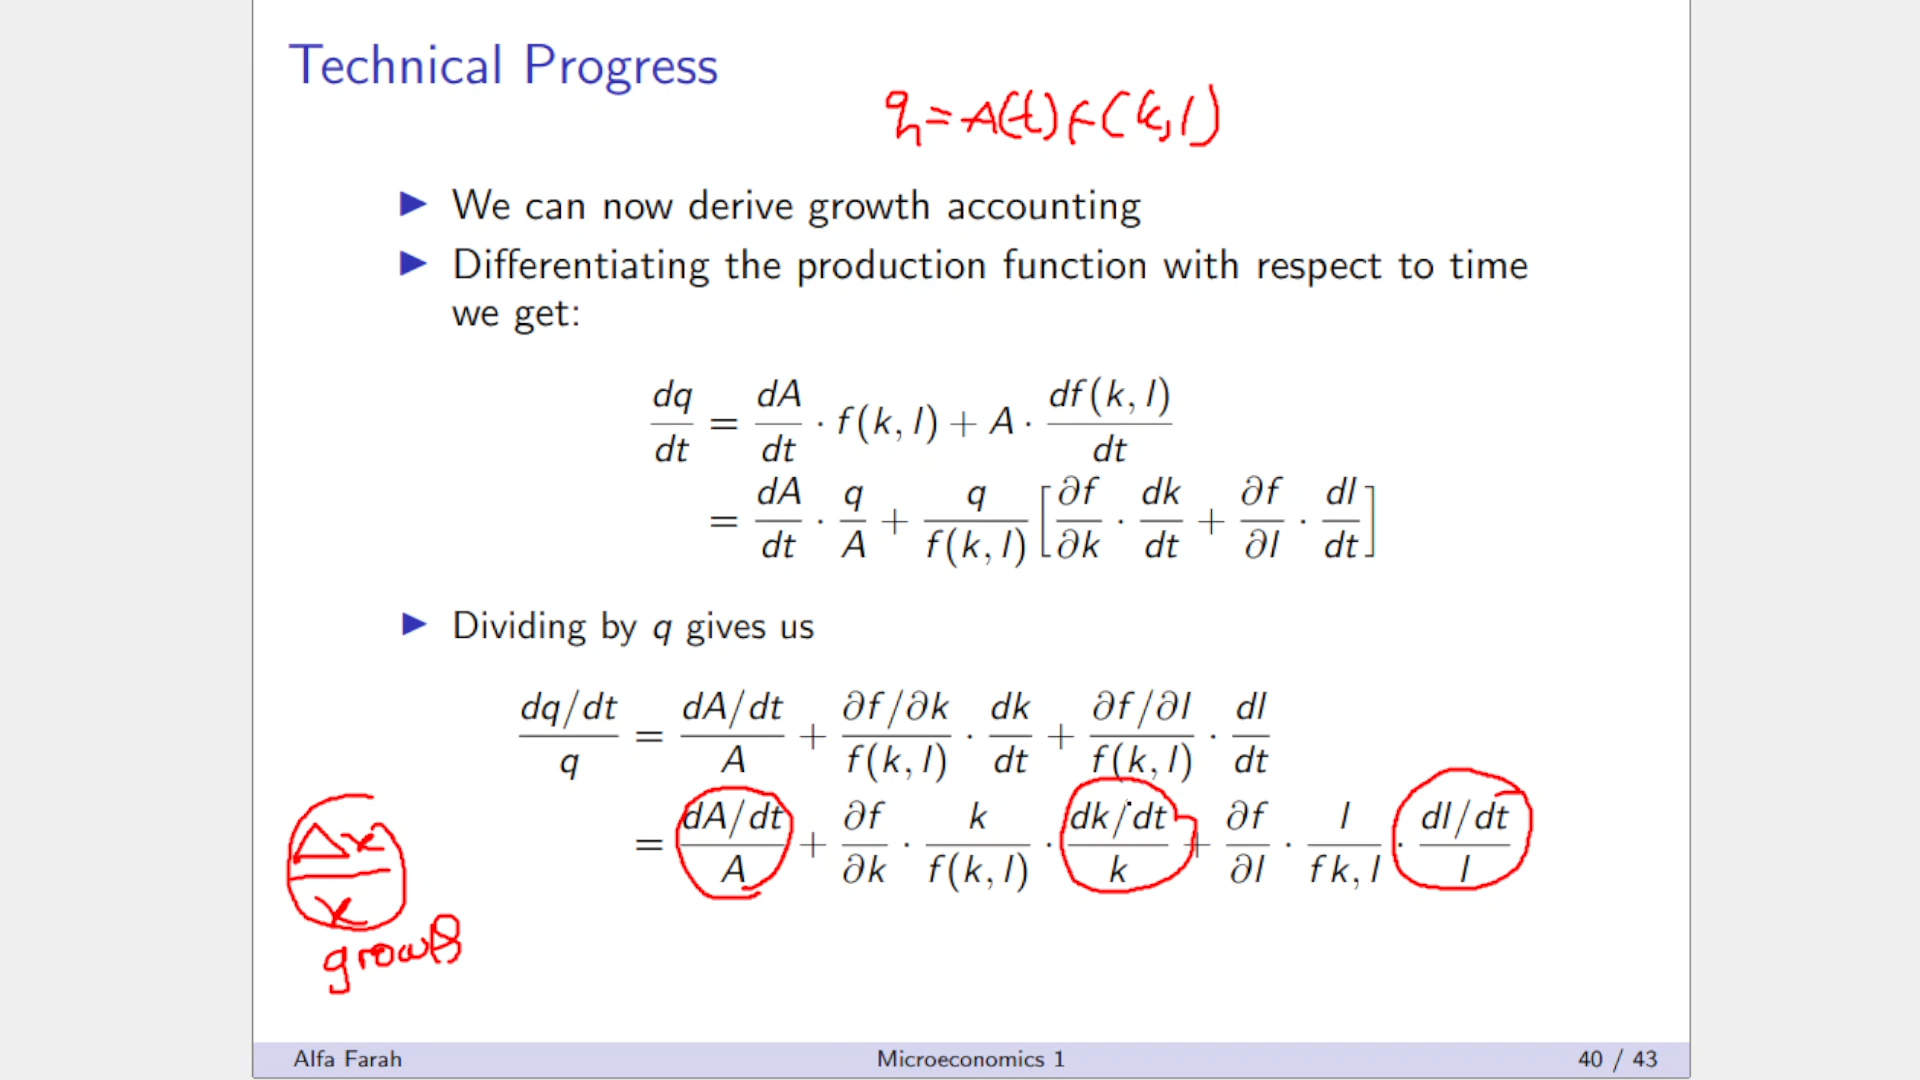 Technical Progress
q = A(t) f(k, l)
▶ We can now derive growth accounting
▶ Differentiating the production function with respect to time
we get:
dq/dt = dA/dt · f(k, l) + A · df(k, l)/dt
= dA/dt · q/A + q/f(k, l) [∂f/∂k · dk/dt + ∂f/∂l · dl/dt]
▶ Dividing by q gives us
(dq/dt)/q = (dA/dt)/A + (∂f/∂k)/f(k, l) · dk/dt + (∂f/∂l)/f(k, l) · dl/dt
= (dA/dt)/A + ∂f/∂k · k/f(k, l) · (dk/dt)/k + ∂f/∂l · l/fk, l · (dl/dt)/l
Δx/x
growth
Alfa Farah Microeconomics 1 40 / 43